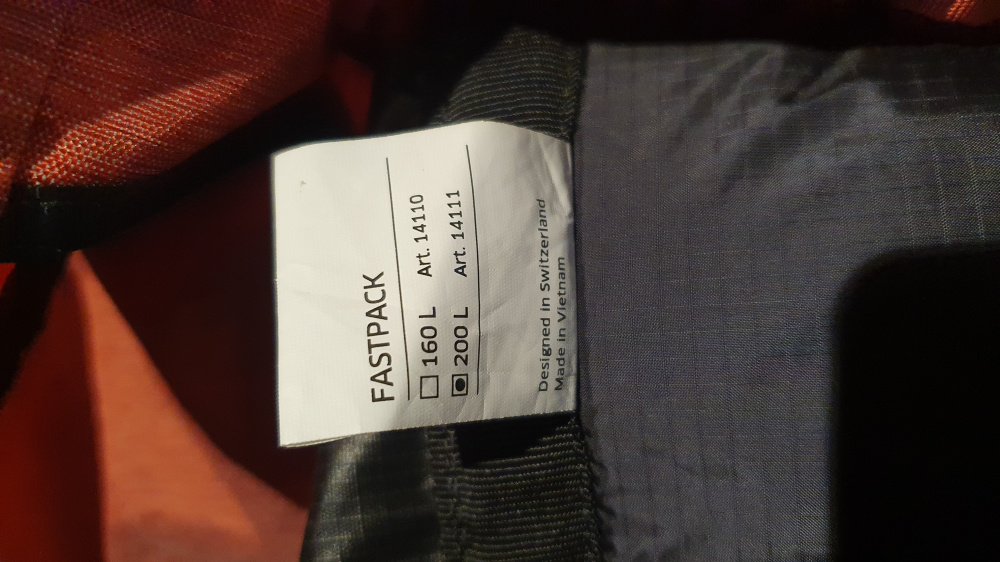 FASTPACK
☐ 160 L Art. 14110
☒ 200 L Art. 14111
Designed in Switzerland
Made in Vietnam